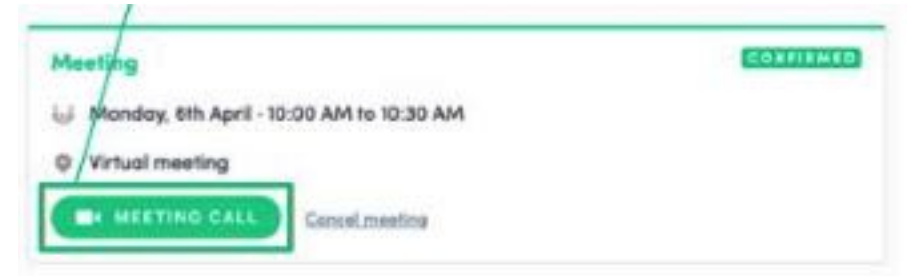 Meeting
CONFIRMED
Monday, 6th April - 10:00 AM to 10:30 AM
Virtual meeting
MEETING CALL
Cancel meeting